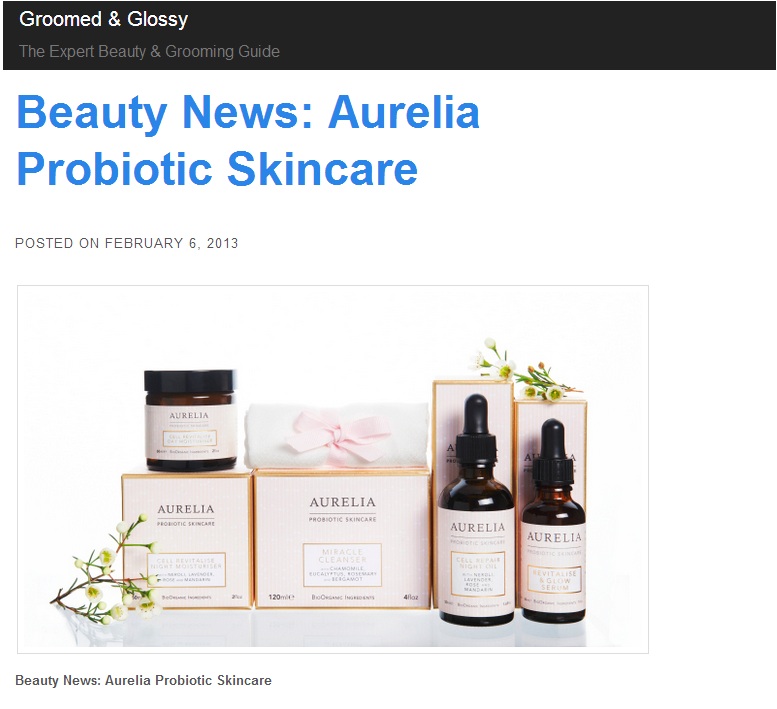 Groomed & Glossy
The Expert Beauty & Grooming Guide
Beauty News: Aurelia
Probiotic Skincare
POSTED ON FEBRUARY 6, 2013
AURELIA
PROBIOTIC SKINCARE
AURELIA
PROBIOTIC SKINCARE
CELL REVITALISE
NIGHT MOISTURISER
WITH NEROLI, LAVENDER,
ROSE AND MANDARIN
BIOORGANIC INGREDIENTS 2floz
AURELIA
PROBIOTIC SKINCARE
MIRACLE
CLEANSER
WITH CHAMOMILE,
EUCALYPTUS, ROSEMARY
AND BERGAMOT
120ml℮ BIOORGANIC INGREDIENTS 4floz
AURELIA
PROBIOTIC SKINCARE
CELL REPAIR
NIGHT OIL
WITH NEROLI,
LAVENDER,
ROSE AND
MANDARIN
AURELIA
PROBIOTIC SKINCARE
REVITALISE
& GLOW
SERUM
Beauty News: Aurelia Probiotic Skincare